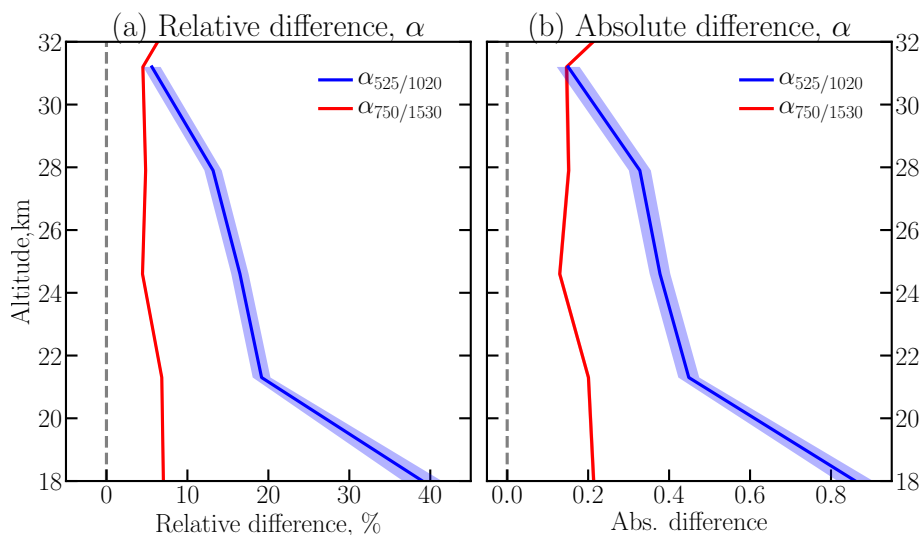 (a) Relative difference, α
(b) Absolute difference, α
32
30
28
26
24
22
20
18
Altitude,km
α525/1020
α750/1530
0
10
20
30
40
Relative difference, %
α525/1020
α750/1530
32
30
28
26
24
22
20
18
0.0
0.2
0.4
0.6
0.8
Abs. difference